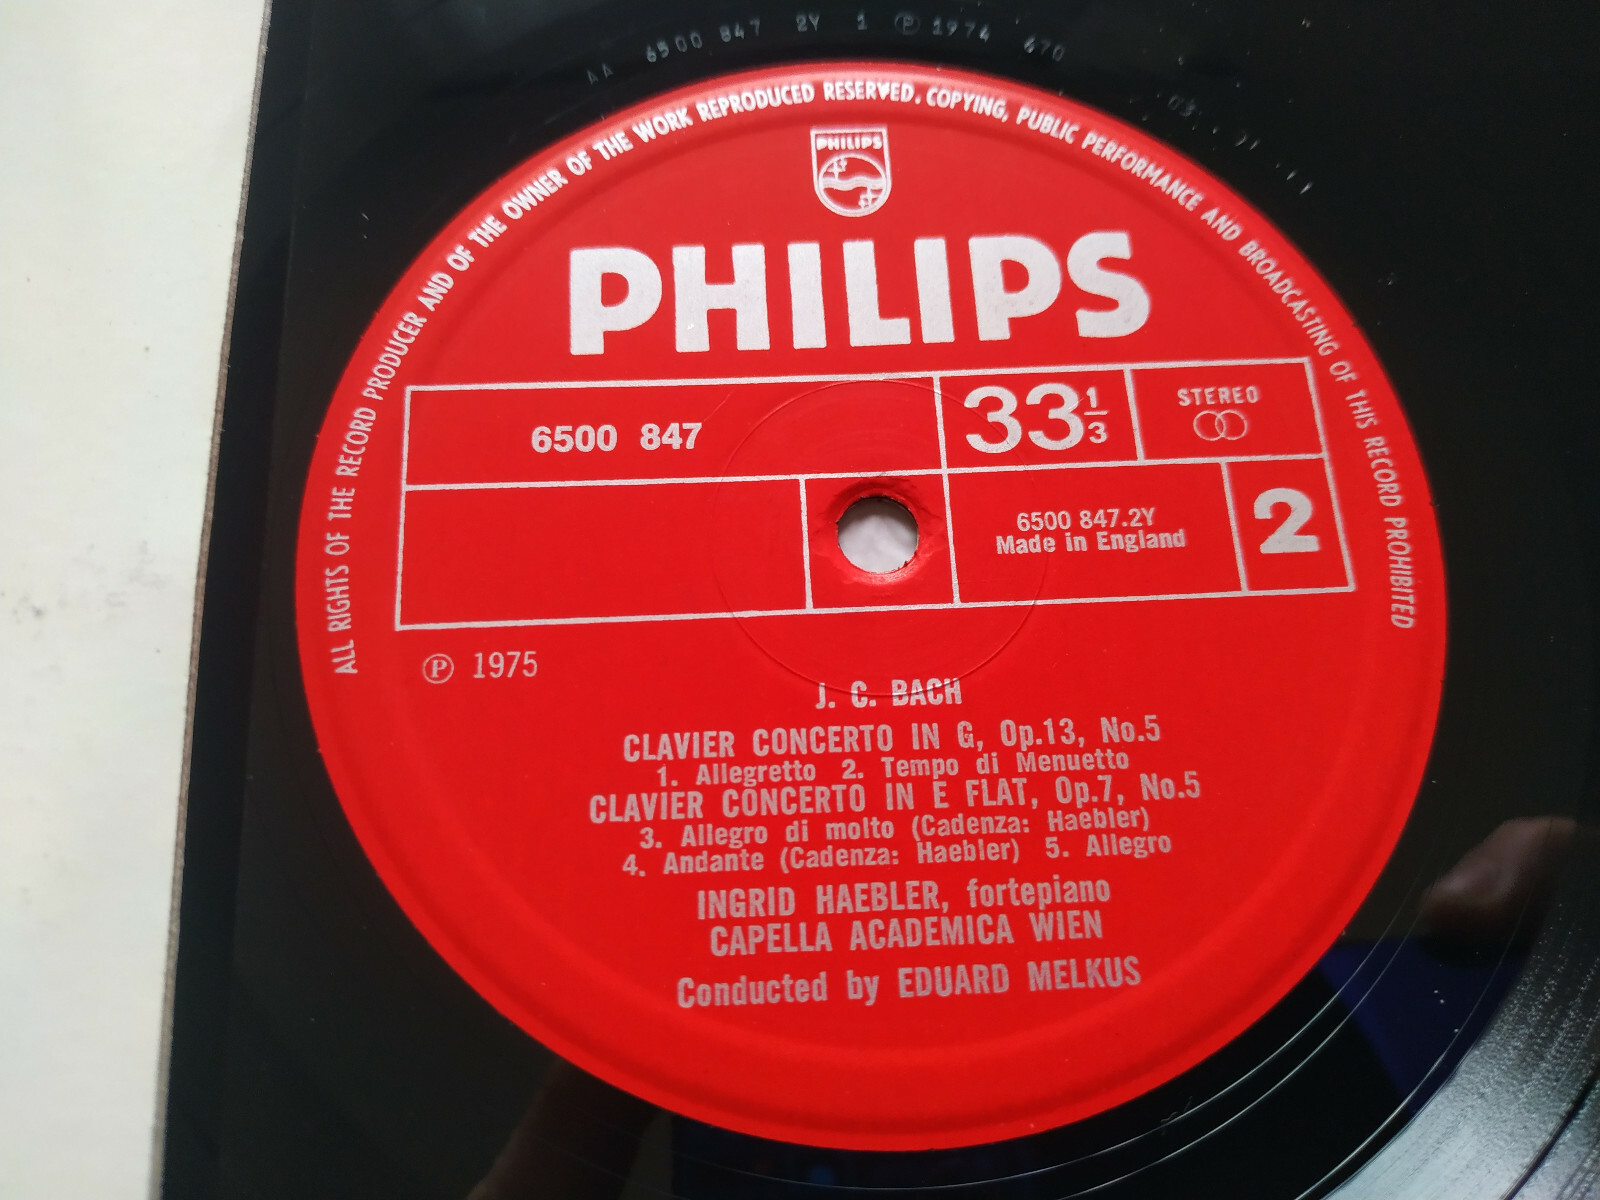 AA 6500 847 2Y 1 Ⓟ 1974 670
ALL RIGHTS OF THE RECORD PRODUCER AND OF THE OWNER OF THE WORK REPRODUCED RESERVED. COPYING, PUBLIC PERFORMANCE AND BROADCASTING OF THIS RECORD PROHIBITED
PHILIPS
PHILIPS
6500 847
33 1/3
STEREO
6500 847.2Y
Made in England
2
Ⓟ 1975
J. C. BACH
CLAVIER CONCERTO IN G, Op.13, No.5
1. Allegretto 2. Tempo di Menuetto
CLAVIER CONCERTO IN E FLAT, Op.7, No.5
3. Allegro di molto (Cadenza: Haebler)
4. Andante (Cadenza: Haebler) 5. Allegro
INGRID HAEBLER, fortepiano
CAPELLA ACADEMICA WIEN
Conducted by EDUARD MELKUS